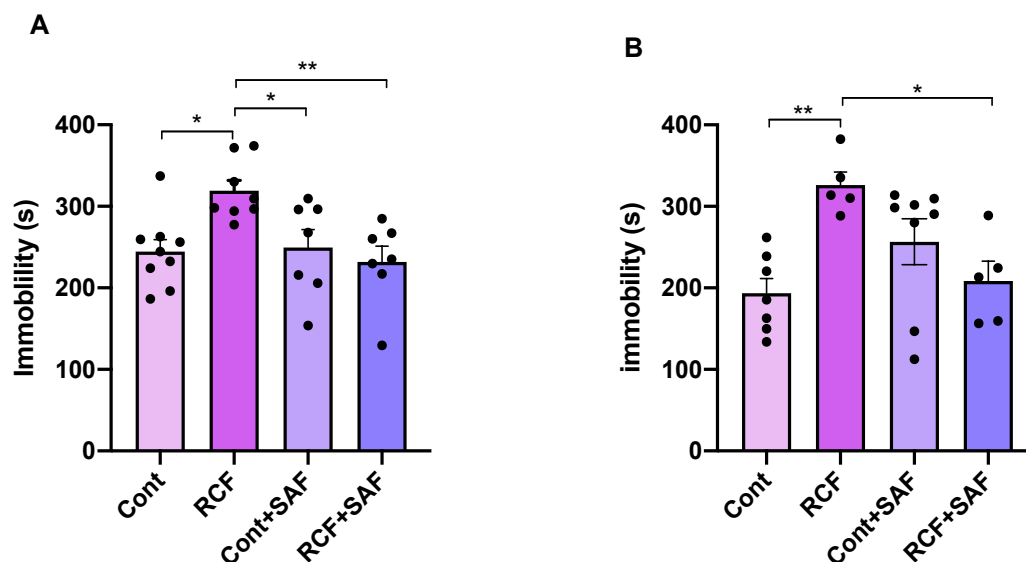 A
**
*
*
400
300
200
100
0
Immoblility (s)
Cont
RCF
Cont+SAF
RCF+SAF
B
*
**
400
300
200
100
0
immobility (s)
Cont
RCF
Cont+SAF
RCF+SAF